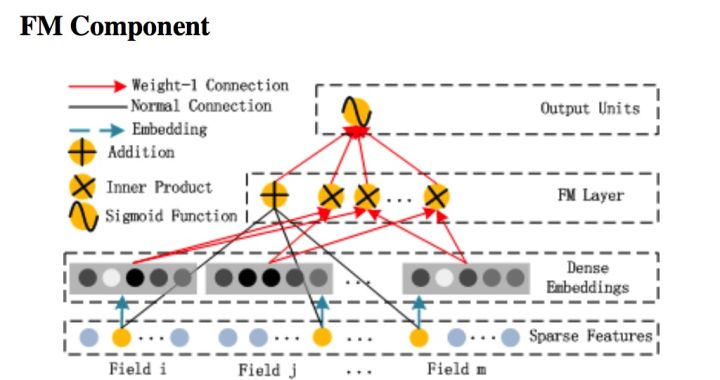 FM Component
Weight-1 Connection
Normal Connection
Embedding
Addition
Inner Product
Sigmoid Function
Output Units
...
FM Layer
...
Dense
Embeddings
... ... ... ...
Sparse Features
Field i Field j ... Field m